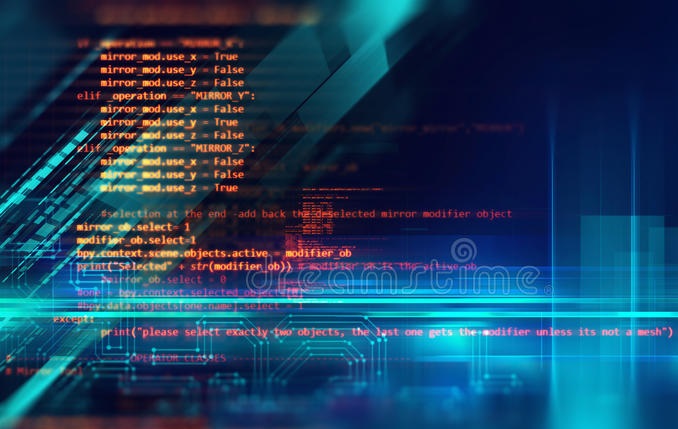 if _operation == "MIRROR_X":
mirror_mod.use_x = True
mirror_mod.use_y = False
mirror_mod.use_z = False
elif _operation == "MIRROR_Y":
mirror_mod.use_x = False
mirror_mod.use_y = True
mirror_mod.use_z = False
elif _operation == "MIRROR_Z":
mirror_mod.use_x = False
mirror_mod.use_y = False
mirror_mod.use_z = True
#selection at the end -add back the deselected mirror modifier object
mirror_ob.select= 1
modifier_ob.select=1
bpy.context.scene.objects.active = modifier_ob
print("Selected" + str(modifier_ob)) # modifier ob is the active ob
dreamstime
#mirror_ob.select = 0
bpy.context.selected_objects[0]
#bpy.data.objects[one.name].select = 1
except:
print("please select exactly two objects, the last one gets the modifier unless its not a mesh")
OPERATOR CLASSES
# Mirror Tool